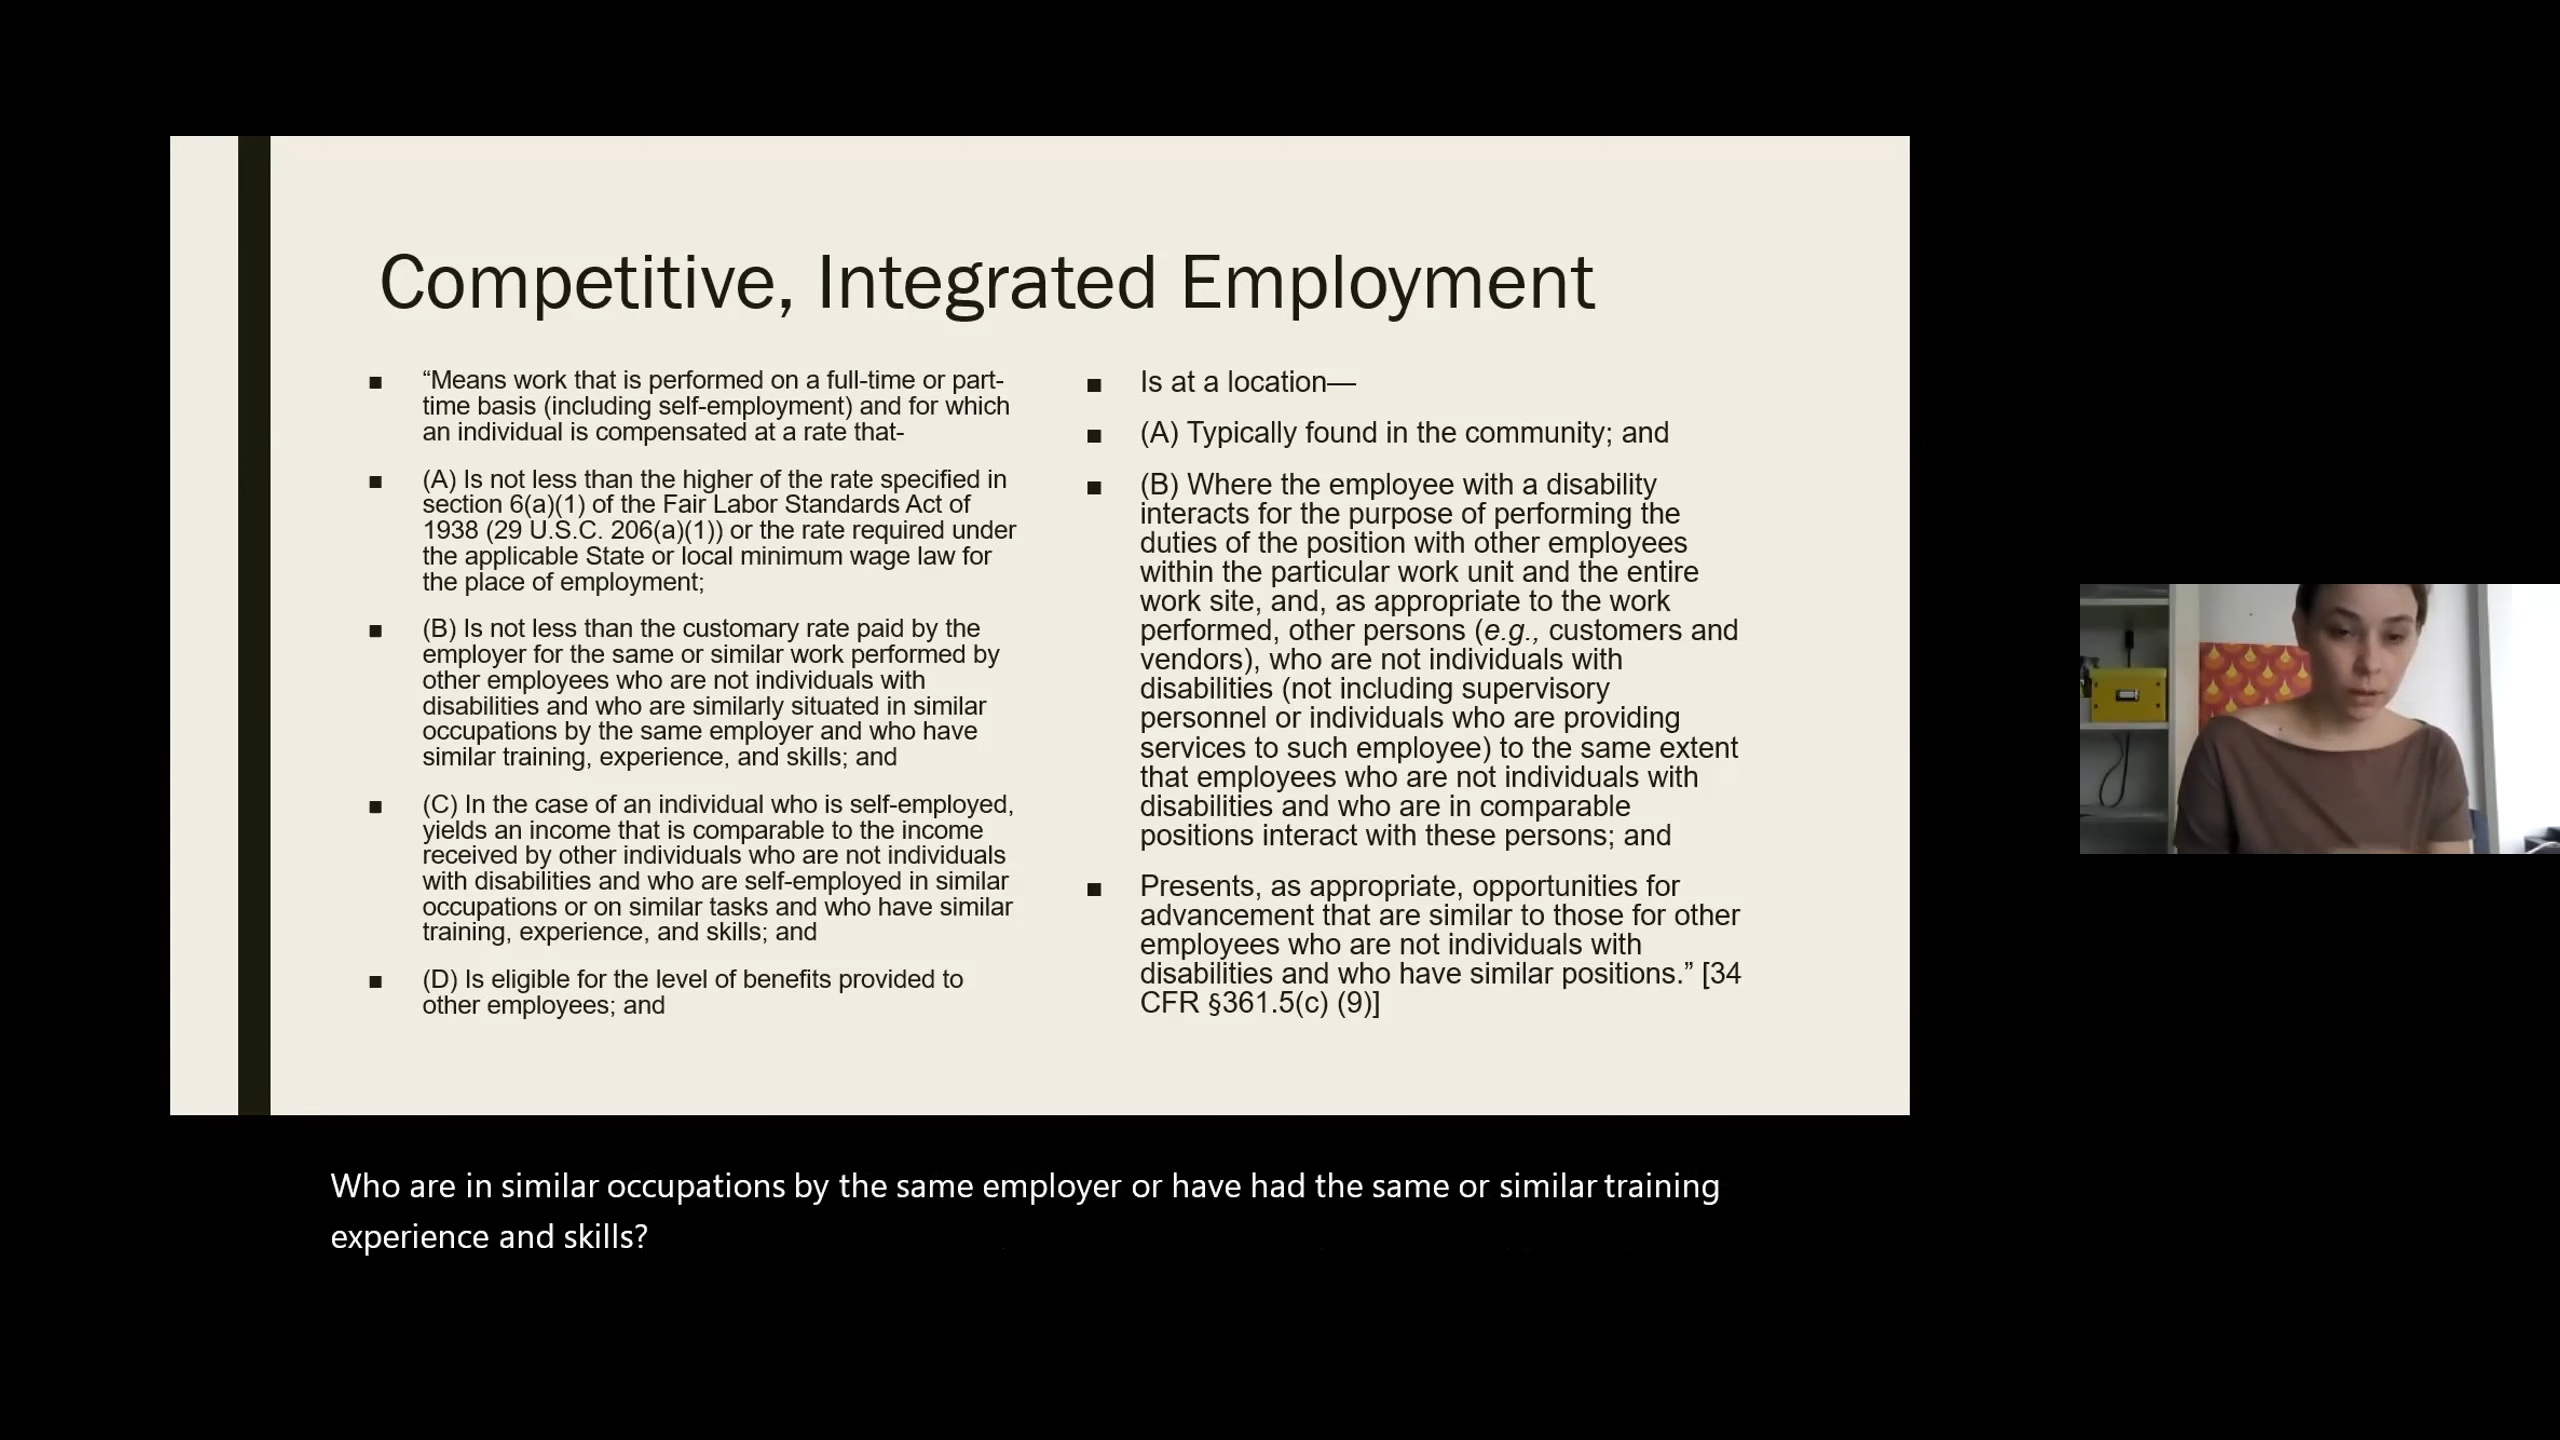 Competitive, Integrated Employment
■ “Means work that is performed on a full-time or part-
time basis (including self-employment) and for which
an individual is compensated at a rate that-
■ (A) Is not less than the higher of the rate specified in
section 6(a)(1) of the Fair Labor Standards Act of
1938 (29 U.S.C. 206(a)(1)) or the rate required under
the applicable State or local minimum wage law for
the place of employment;
■ (B) Is not less than the customary rate paid by the
employer for the same or similar work performed by
other employees who are not individuals with
disabilities and who are similarly situated in similar
occupations by the same employer and who have
similar training, experience, and skills; and
■ (C) In the case of an individual who is self-employed,
yields an income that is comparable to the income
received by other individuals who are not individuals
with disabilities and who are self-employed in similar
occupations or on similar tasks and who have similar
training, experience, and skills; and
■ (D) Is eligible for the level of benefits provided to
other employees; and
■ Is at a location—
■ (A) Typically found in the community; and
■ (B) Where the employee with a disability
interacts for the purpose of performing the
duties of the position with other employees
within the particular work unit and the entire
work site, and, as appropriate to the work
performed, other persons (e.g., customers and
vendors), who are not individuals with
disabilities (not including supervisory
personnel or individuals who are providing
services to such employee) to the same extent
that employees who are not individuals with
disabilities and who are in comparable
positions interact with these persons; and
■ Presents, as appropriate, opportunities for
advancement that are similar to those for other
employees who are not individuals with
disabilities and who have similar positions.” [34
CFR §361.5(c) (9)]
Who are in similar occupations by the same employer or have had the same or similar training
experience and skills?